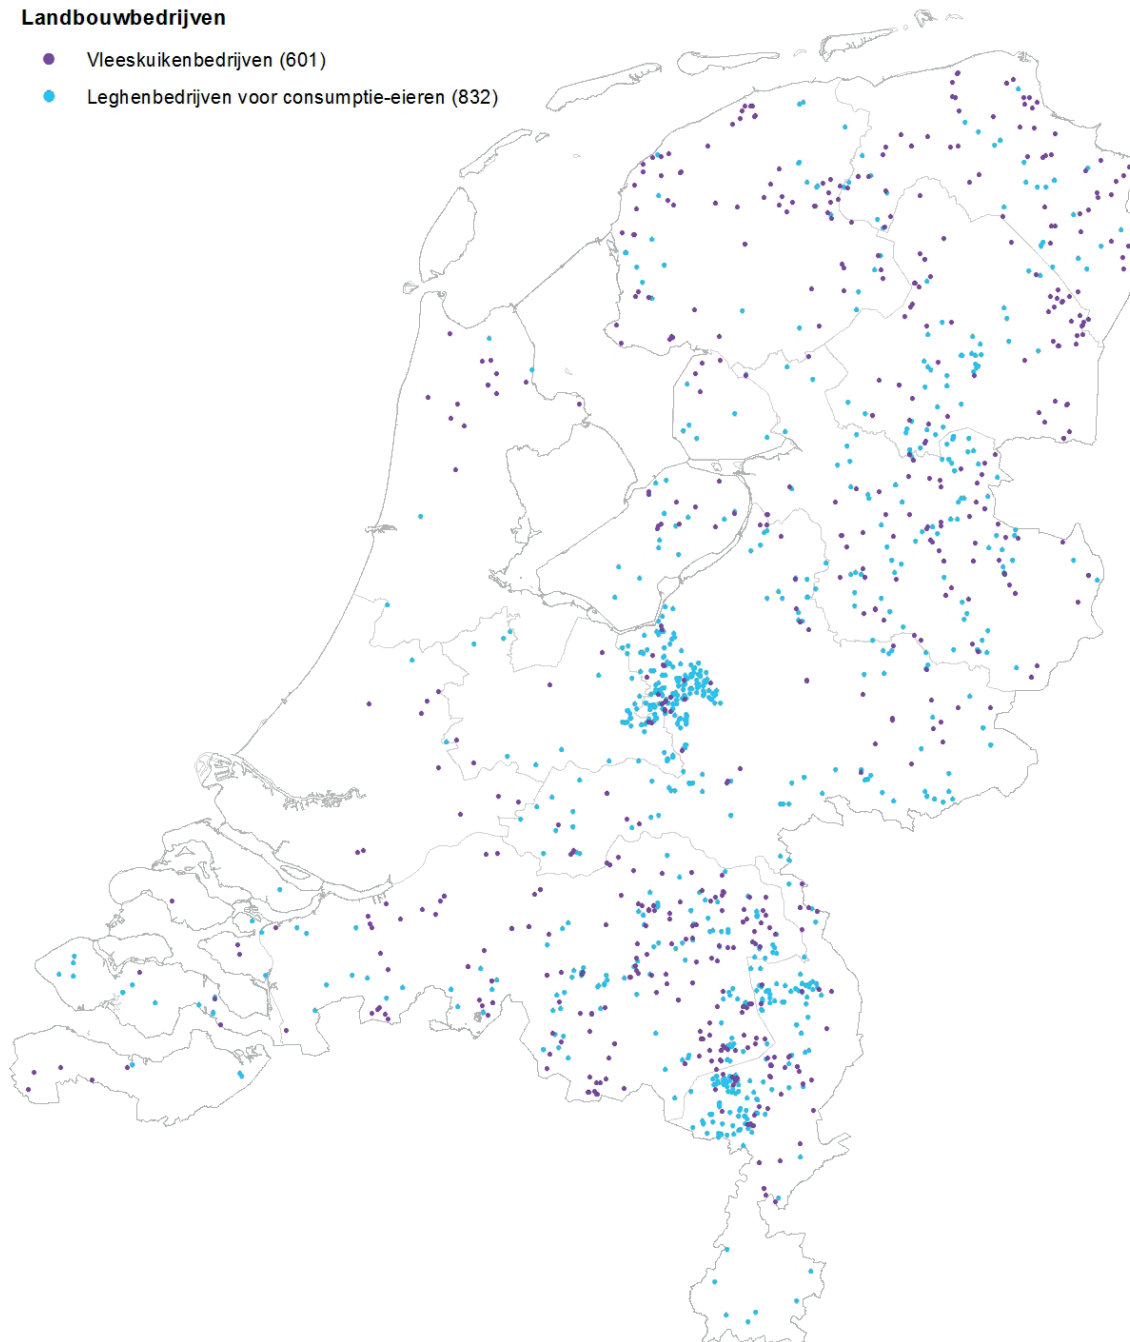 Landbouwbedrijven
Vleeskuikenbedrijven (601)
Leghenbedrijven voor consumptie-eieren (832)